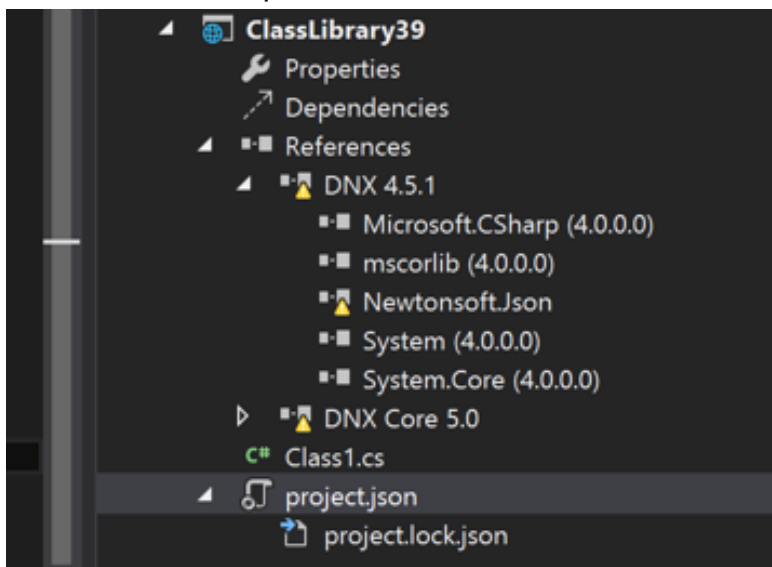 ClassLibrary39
Properties
Dependencies
References
DNX 4.5.1
Microsoft.CSharp (4.0.0.0)
mscorlib (4.0.0.0)
Newtonsoft.Json
System (4.0.0.0)
System.Core (4.0.0.0)
DNX Core 5.0
C# Class1.cs
project.json
project.lock.json